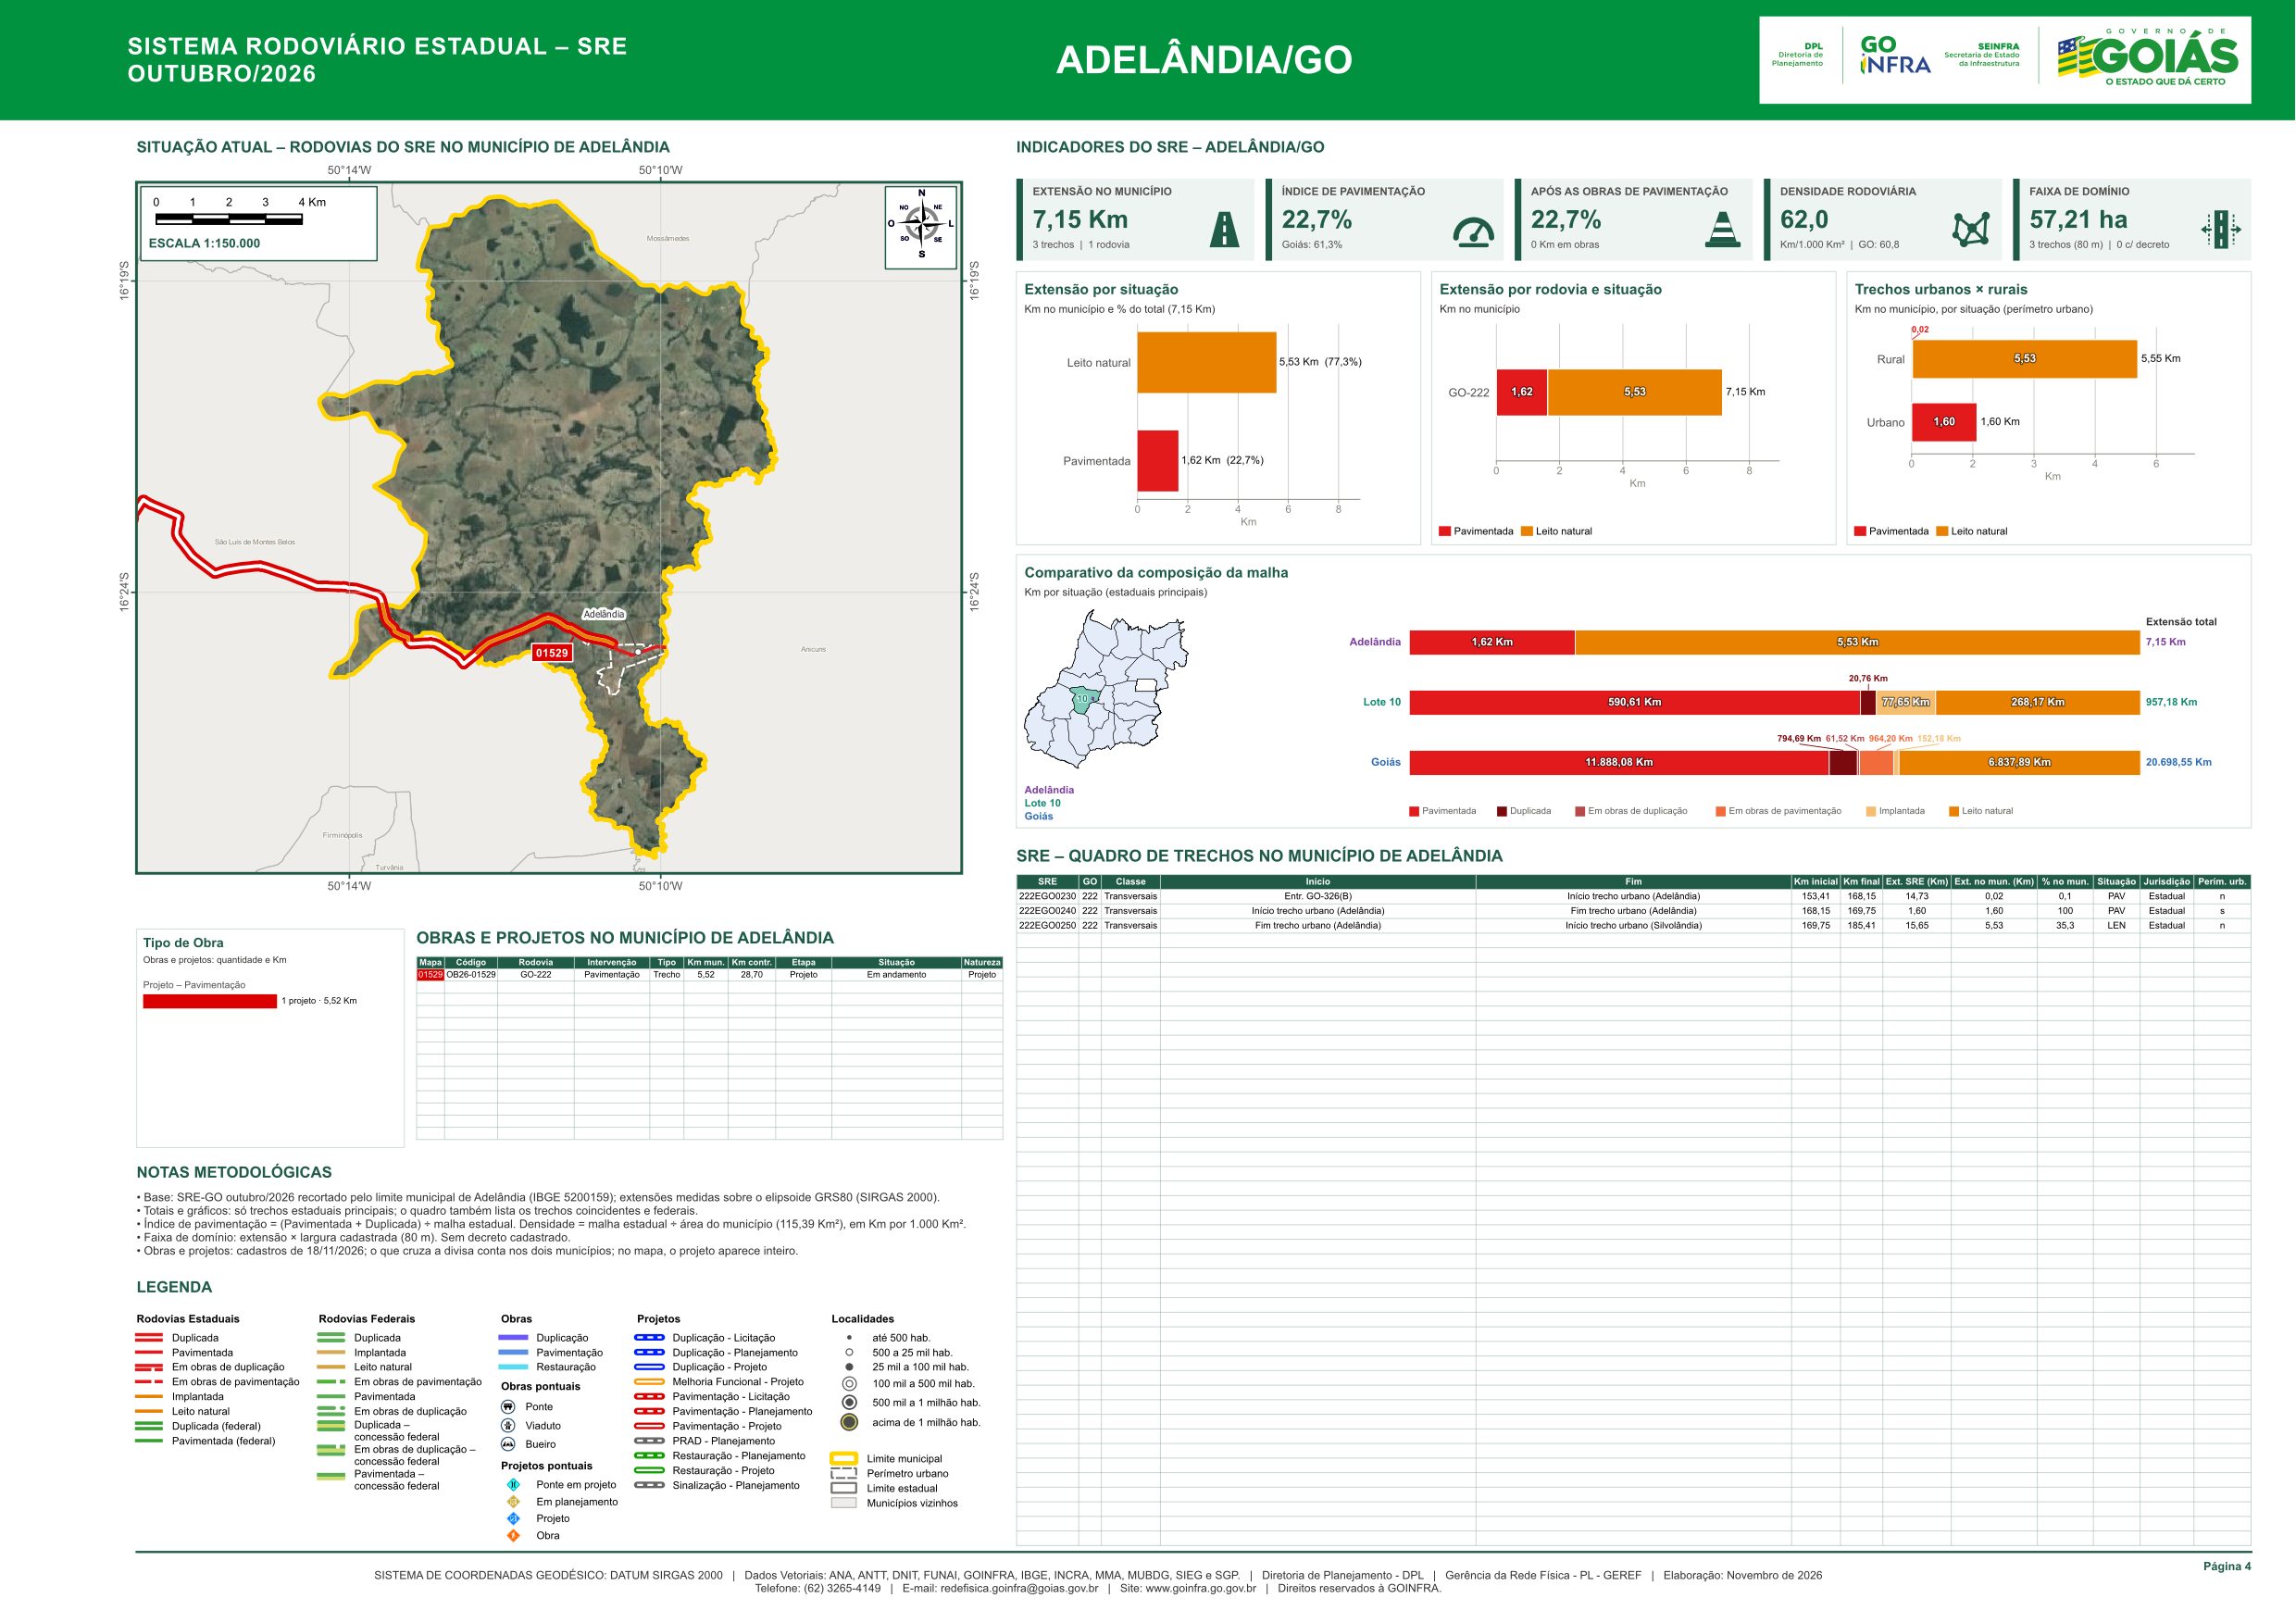 SISTEMA RODOVIÁRIO ESTADUAL – SRE
OUTUBRO/2026
ADELÂNDIA/GO
DPL
Diretoria de
Planejamento
GO
iNFRA
SEINFRA
Secretaria de Estado
da Infraestrutura
GOVERNO DE
GOIÁS
O ESTADO QUE DÁ CERTO
SITUAÇÃO ATUAL – RODOVIAS DO SRE NO MUNICÍPIO DE ADELÂNDIA
50°14'W 50°10'W
0 1 2 3 4 Km
ESCALA 1:150.000
N
NO NE
O L
SO SE
S
Mossâmedes
16°19'S 16°19'S
São Luís de Montes Belos
16°24'S 16°24'S
Adelândia
01529
Anicuns
Firminópolis
Turvânia
50°14'W 50°10'W
INDICADORES DO SRE – ADELÂNDIA/GO
EXTENSÃO NO MUNICÍPIO
7,15 Km
3 trechos | 1 rodovia
ÍNDICE DE PAVIMENTAÇÃO
22,7%
Goiás: 61,3%
APÓS AS OBRAS DE PAVIMENTAÇÃO
22,7%
0 Km em obras
DENSIDADE RODOVIÁRIA
62,0
Km/1.000 Km² | GO: 60,8
FAIXA DE DOMÍNIO
57,21 ha
3 trechos (80 m) | 0 c/ decreto
Extensão por situação
Km no município e % do total (7,15 Km)
Leito natural 5,53 Km (77,3%)
Pavimentada 1,62 Km (22,7%)
0 2 4 6 8
Km
Extensão por rodovia e situação
Km no município
GO-222 1,62 5,53 7,15 Km
0 2 4 6 8
Km
Pavimentada Leito natural
Trechos urbanos × rurais
Km no município, por situação (perímetro urbano)
0,02
Rural 5,53 5,55 Km
Urbano 1,60 1,60 Km
0 2 3 4 6
Km
Pavimentada Leito natural
Comparativo da composição da malha
Km por situação (estaduais principais)
10
Adelândia
Lote 10
Goiás
Extensão total
Adelândia 1,62 Km 5,53 Km 7,15 Km
20,76 Km
Lote 10 590,61 Km 77,65 Km 268,17 Km 957,18 Km
794,69 Km 61,52 Km 964,20 Km 152,18 Km
Goiás 11.888,08 Km 6.837,89 Km 20.698,55 Km
Pavimentada Duplicada Em obras de duplicação Em obras de pavimentação Implantada Leito natural
SRE – QUADRO DE TRECHOS NO MUNICÍPIO DE ADELÂNDIA
SRE GO Classe Início Fim Km inicial Km final Ext. SRE (Km) Ext. no mun. (Km) % no mun. Situação Jurisdição Perím. urb.
222EGO0230 222 Transversais Entr. GO-326(B) Início trecho urbano (Adelândia) 153,41 168,15 14,73 0,02 0,1 PAV Estadual n
222EGO0240 222 Transversais Início trecho urbano (Adelândia) Fim trecho urbano (Adelândia) 168,15 169,75 1,60 1,60 100 PAV Estadual s
222EGO0250 222 Transversais Fim trecho urbano (Adelândia) Início trecho urbano (Silvolândia) 169,75 185,41 15,65 5,53 35,3 LEN Estadual n
Tipo de Obra
Obras e projetos: quantidade e Km
Projeto – Pavimentação
1 projeto · 5,52 Km
OBRAS E PROJETOS NO MUNICÍPIO DE ADELÂNDIA
Mapa Código Rodovia Intervenção Tipo Km mun. Km contr. Etapa Situação Natureza
01529 OB26-01529 GO-222 Pavimentação Trecho 5,52 28,70 Projeto Em andamento Projeto
NOTAS METODOLÓGICAS
• Base: SRE-GO outubro/2026 recortado pelo limite municipal de Adelândia (IBGE 5200159); extensões medidas sobre o elipsoide GRS80 (SIRGAS 2000).
• Totais e gráficos: só trechos estaduais principais; o quadro também lista os trechos coincidentes e federais.
• Índice de pavimentação = (Pavimentada + Duplicada) ÷ malha estadual. Densidade = malha estadual ÷ área do município (115,39 Km²), em Km por 1.000 Km².
• Faixa de domínio: extensão × largura cadastrada (80 m). Sem decreto cadastrado.
• Obras e projetos: cadastros de 18/11/2026; o que cruza a divisa conta nos dois municípios; no mapa, o projeto aparece inteiro.
LEGENDA
Rodovias Estaduais
Duplicada
Pavimentada
Em obras de duplicação
Em obras de pavimentação
Implantada
Leito natural
Duplicada (federal)
Pavimentada (federal)
Rodovias Federais
Duplicada
Implantada
Leito natural
Em obras de pavimentação
Pavimentada
Em obras de duplicação
Duplicada –
concessão federal
Em obras de duplicação –
concessão federal
Pavimentada –
concessão federal
Obras
Duplicação
Pavimentação
Restauração
Obras pontuais
Ponte
Viaduto
Bueiro
Projetos pontuais
Ponte em projeto
Em planejamento
Projeto
Obra
Projetos
Duplicação - Licitação
Duplicação - Planejamento
Duplicação - Projeto
Melhoria Funcional - Projeto
Pavimentação - Licitação
Pavimentação - Planejamento
Pavimentação - Projeto
PRAD - Planejamento
Restauração - Planejamento
Restauração - Projeto
Sinalização - Planejamento
Localidades
até 500 hab.
500 a 25 mil hab.
25 mil a 100 mil hab.
100 mil a 500 mil hab.
500 mil a 1 milhão hab.
acima de 1 milhão hab.
Limite municipal
Perímetro urbano
Limite estadual
Municípios vizinhos
SISTEMA DE COORDENADAS GEODÉSICO: DATUM SIRGAS 2000 | Dados Vetoriais: ANA, ANTT, DNIT, FUNAI, GOINFRA, IBGE, INCRA, MMA, MUBDG, SIEG e SGP. | Diretoria de Planejamento - DPL | Gerência da Rede Física - PL - GEREF | Elaboração: Novembro de 2026
Telefone: (62) 3265-4149 | E-mail: redefisica.goinfra@goias.gov.br | Site: www.goinfra.go.gov.br | Direitos reservados à GOINFRA.
Página 4